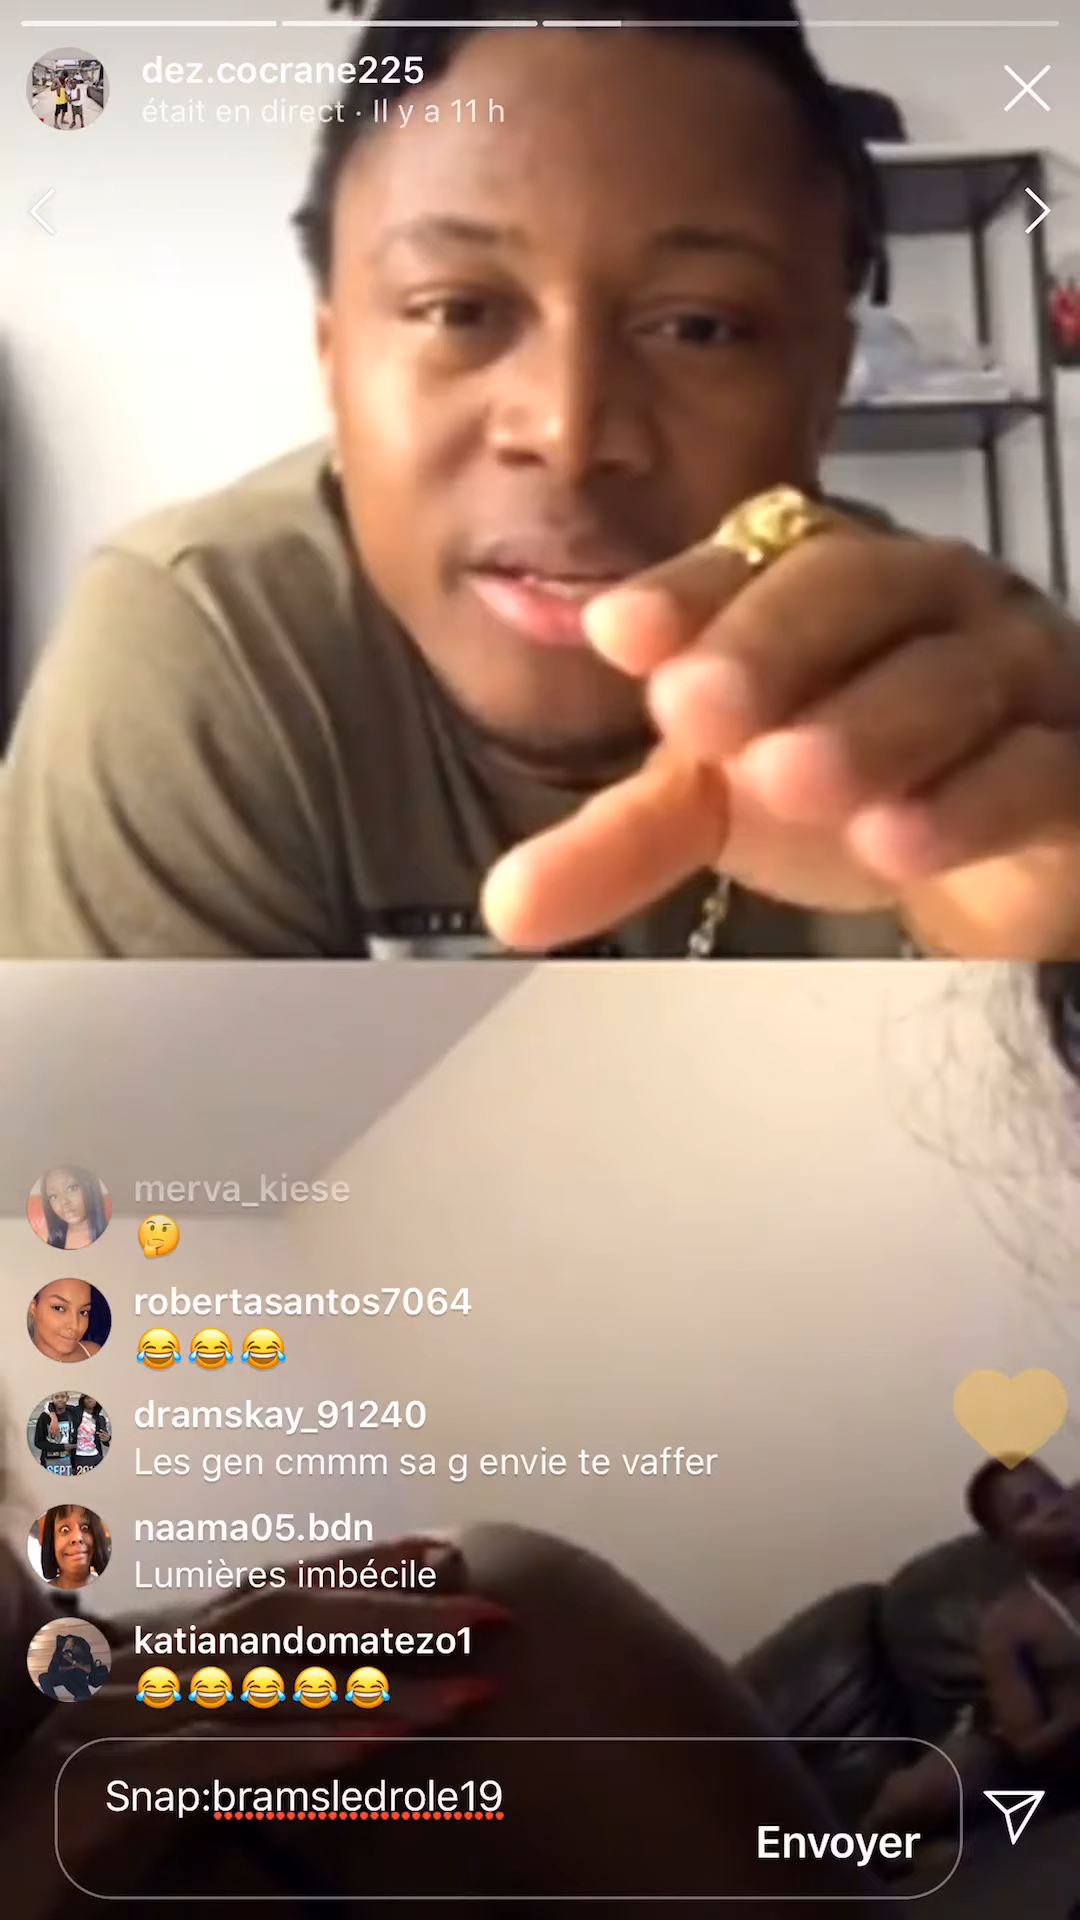 dez.cocrane225
était en direct · Il y a 11 h
merva_kiese
🤔
robertasantos7064
😂😂😂
dramskay_91240
Les gen cmmm sa g envie te vaffer
naama05.bdn
Lumières imbécile
katianandomatezo1
😂😂😂😂😂
Snap:bramsledrole19
Envoyer